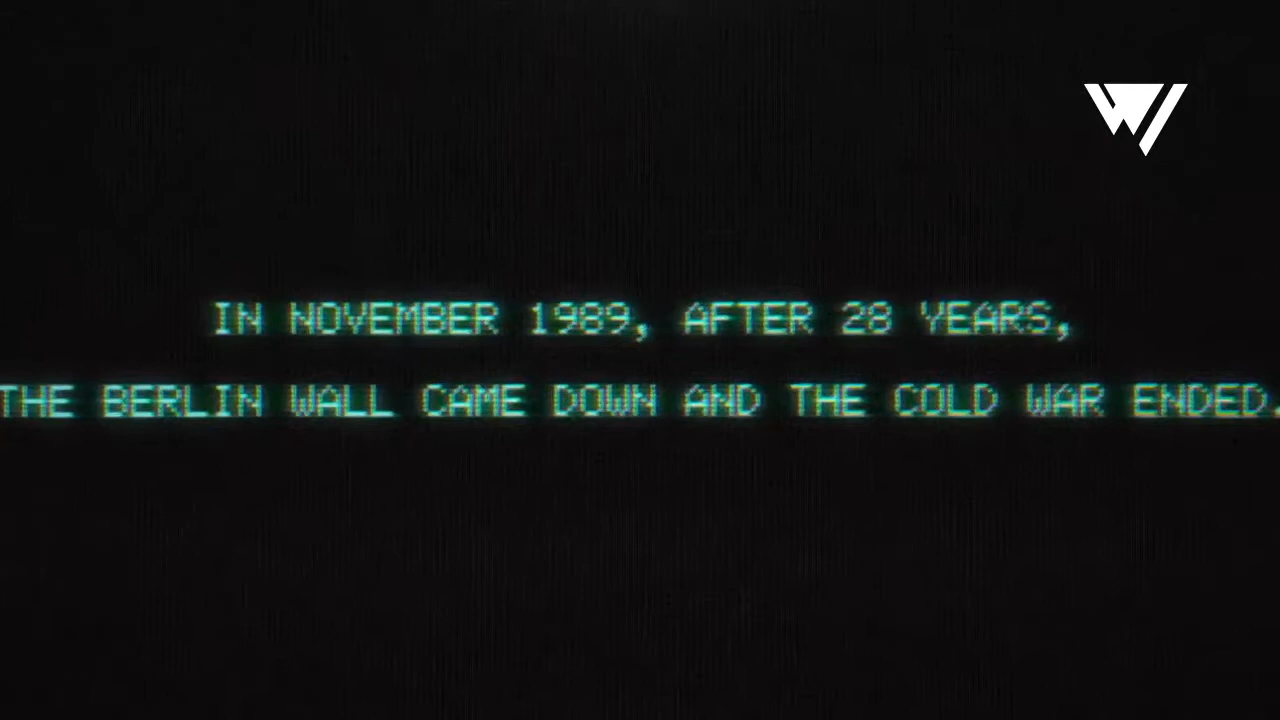 IN NOVEMBER 1989, AFTER 28 YEARS,
THE BERLIN WALL CAME DOWN AND THE COLD WAR ENDED.